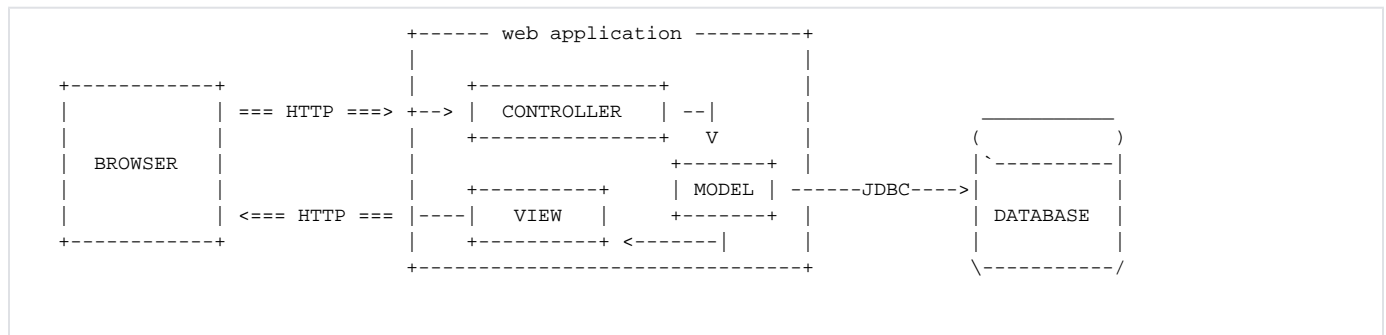 web application
=== HTTP ===> CONTROLLER
BROWSER
MODEL JDBC
<=== HTTP === VIEW DATABASE